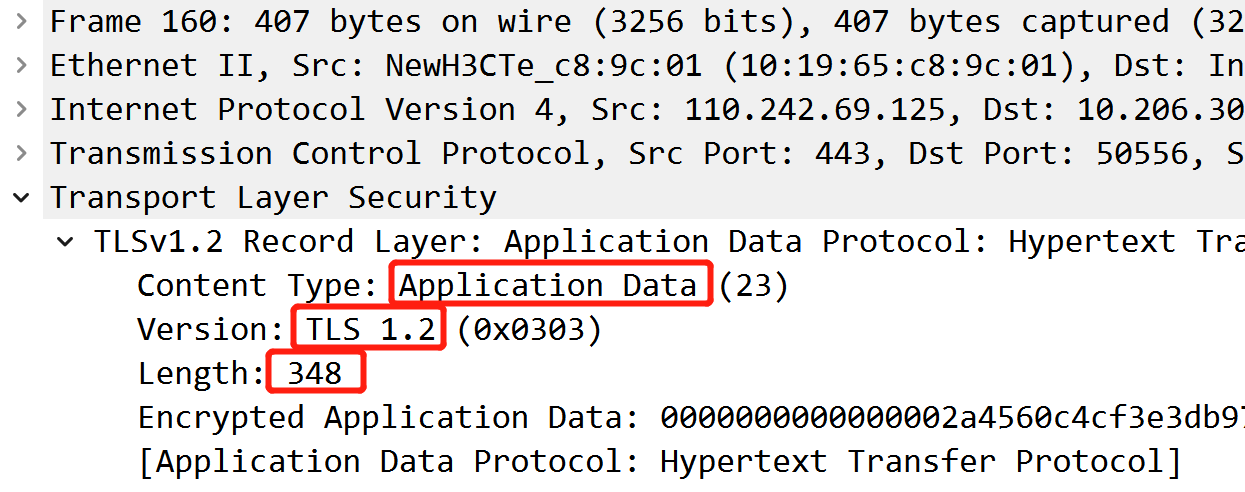 Frame 160: 407 bytes on wire (3256 bits), 407 bytes captured (32
Ethernet II, Src: NewH3CTe_c8:9c:01 (10:19:65:c8:9c:01), Dst: In
Internet Protocol Version 4, Src: 110.242.69.125, Dst: 10.206.30
Transmission Control Protocol, Src Port: 443, Dst Port: 50556, S
Transport Layer Security
TLSv1.2 Record Layer: Application Data Protocol: Hypertext Tra
Content Type: Application Data (23)
Version: TLS 1.2 (0x0303)
Length: 348
Encrypted Application Data: 0000000000000002a4560c4cf3e3db97
[Application Data Protocol: Hypertext Transfer Protocol]